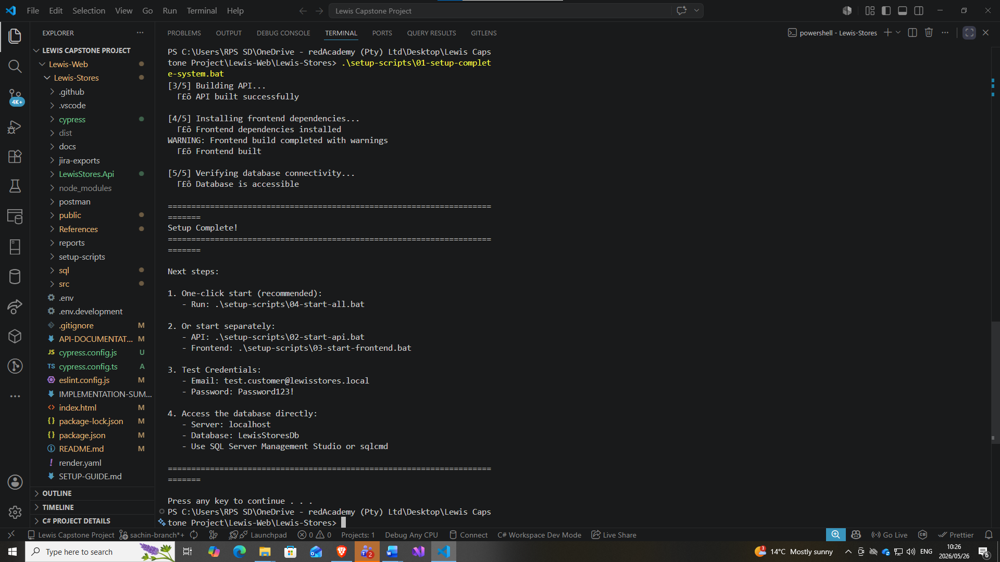 File Edit Selection View Go Run Terminal Help
Lewis Capstone Project
EXPLORER
LEWIS CAPSTONE PROJECT
Lewis-Web
Lewis-Stores
.github
.vscode
cypress
dist
docs
jira-exports
LewisStores.Api
node_modules
postman
public
References
reports
setup-scripts
sql
src
.env
.env.development
.gitignore M
API-DOCUMENTAT... M
JS cypress.config.js U
TS cypress.config.ts A
eslint.config.js M
IMPLEMENTATION-SUM...
index.html M
package-lock.json M
package.json M
README.md M
render.yaml
SETUP-GUIDE.md
OUTLINE
TIMELINE
C# PROJECT DETAILS
4K+
PROBLEMS OUTPUT DEBUG CONSOLE TERMINAL PORTS QUERY RESULTS GITLENS
powershell - Lewis-Stores
PS C:\Users\RPS SD\OneDrive - redAcademy (Pty) Ltd\Desktop\Lewis Caps
tone Project\Lewis-Web\Lewis-Stores> .\setup-scripts\01-setup-complet
e-system.bat
[3/5] Building API...
Γ£ô API built successfully
[4/5] Installing frontend dependencies...
Γ£ô Frontend dependencies installed
WARNING: Frontend build completed with warnings
Γ£ô Frontend built
[5/5] Verifying database connectivity...
Γ£ô Database is accessible
=====================================================================
=======
Setup Complete!
=====================================================================
=======
Next steps:
1. One-click start (recommended):
- Run: .\setup-scripts\04-start-all.bat
2. Or start separately:
- API: .\setup-scripts\02-start-api.bat
- Frontend: .\setup-scripts\03-start-frontend.bat
3. Test Credentials:
- Email: test.customer@lewisstores.local
- Password: Password123!
4. Access the database directly:
- Server: localhost
- Database: LewisStoresDb
- Use SQL Server Management Studio or sqlcmd
=====================================================================
=======
Press any key to continue . . .
PS C:\Users\RPS SD\OneDrive - redAcademy (Pty) Ltd\Desktop\Lewis Caps
tone Project\Lewis-Web\Lewis-Stores>
Lewis Capstone Project sachin-branch*+ Launchpad 0 0 Projects: 1 Debug Any CPU Connect C# Workspace Dev Mode Live Share Go Live Prettier
Type here to search
2
3 14°C Mostly sunny ENG
10:26
2026/05/26
6